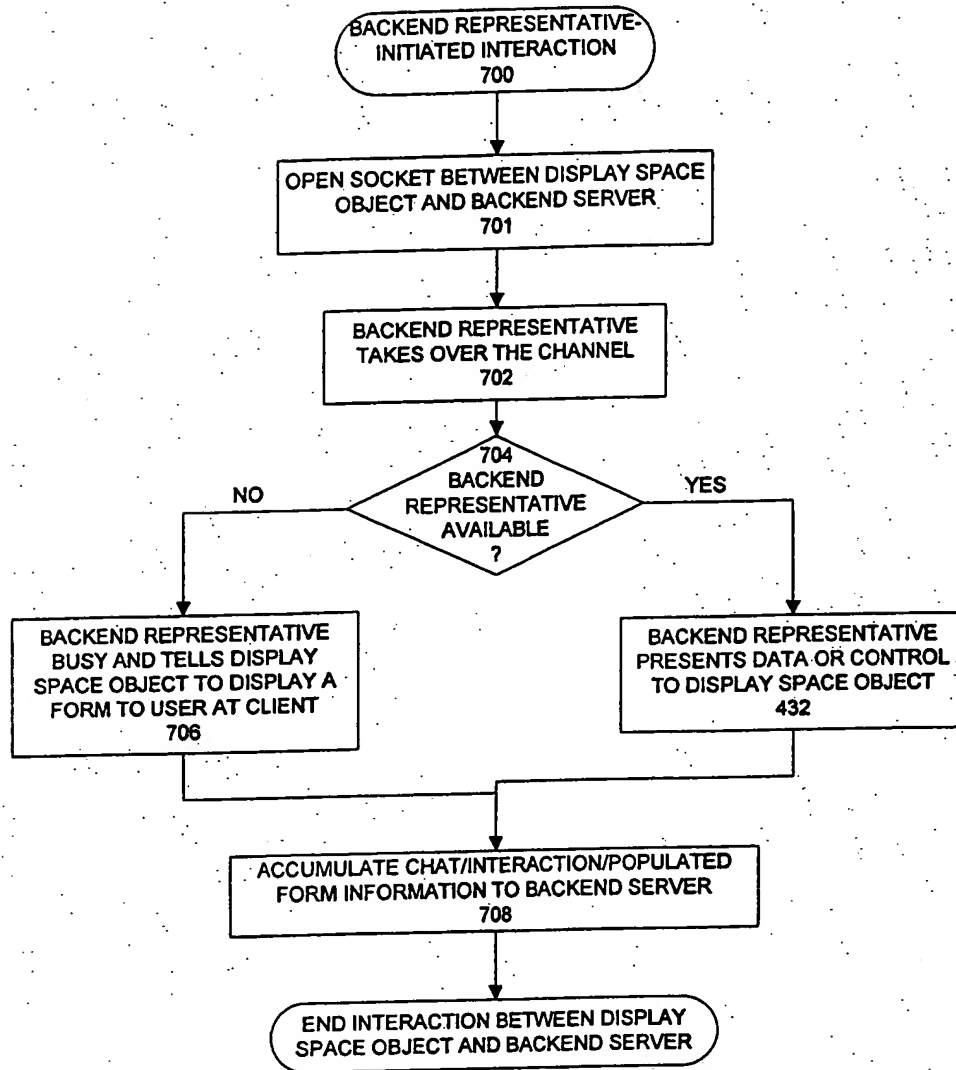 BACKEND REPRESENTATIVE-
INITIATED INTERACTION
700
OPEN SOCKET BETWEEN DISPLAY SPACE
OBJECT AND BACKEND SERVER
701
BACKEND REPRESENTATIVE
TAKES OVER THE CHANNEL
702
704
BACKEND
REPRESENTATIVE
AVAILABLE
?
NO
YES
BACKEND REPRESENTATIVE
BUSY AND TELLS DISPLAY
SPACE OBJECT TO DISPLAY A
FORM TO USER AT CLIENT
706
BACKEND REPRESENTATIVE
PRESENTS DATA OR CONTROL
TO DISPLAY SPACE OBJECT
432
ACCUMULATE CHAT/INTERACTION/POPULATED
FORM INFORMATION TO BACKEND SERVER
708
END INTERACTION BETWEEN DISPLAY
SPACE OBJECT AND BACKEND SERVER